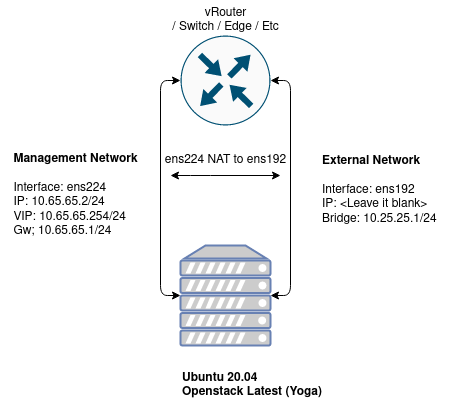 vRouter
/ Switch / Edge / Etc
ens224 NAT to ens192
Management Network
Interface: ens224
IP: 10.65.65.2/24
VIP: 10.65.65.254/24
Gw; 10.65.65.1/24
External Network
Interface: ens192
IP: <Leave it blank>
Bridge: 10.25.25.1/24
Ubuntu 20.04
Openstack Latest (Yoga)